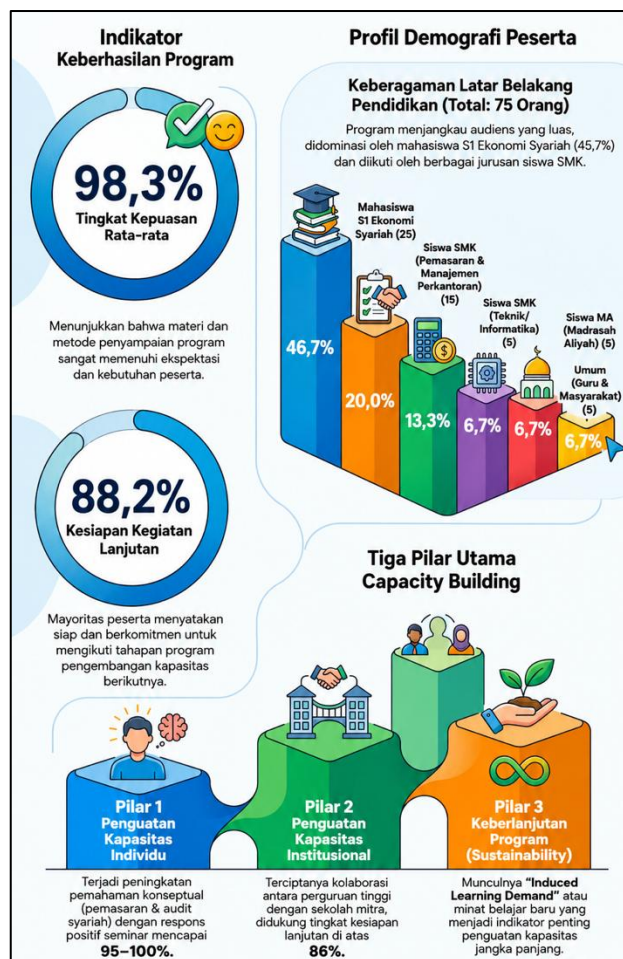 Indikator
Keberhasilan Program
98,3%
Tingkat Kepuasan
Rata-rata
Menunjukkan bahwa materi dan
metode penyampaian program
sangat memenuhi ekspektasi
dan kebutuhan peserta.
88,2%
Kesiapan Kegiatan
Lanjutan
Mayoritas peserta menyatakan
siap dan berkomitmen untuk
mengikuti tahapan program
pengembangan kapasitas
berikutnya.
Profil Demografi Peserta
Keberagaman Latar Belakang
Pendidikan (Total: 75 Orang)
Program menjangkau audiens yang luas,
didominasi oleh mahasiswa S1 Ekonomi Syariah (45,7%)
dan diikuti oleh berbagai jurusan siswa SMK.
Mahasiswa
S1 Ekonomi
Syariah (25)
Siswa SMK
(Pemasaran &
Manajemen
Perkantoran)
(15)
Siswa SMK
(Teknik/
Informatika)
(5)
Siswa MA
(Madrasah
Aliyah) (5)
Umum
(Guru &
Masyarakat)
(5)
46,7%
20,0%
13,3%
6,7%
6,7%
6,7%
Tiga Pilar Utama
Capacity Building
Pilar 1
Penguatan
Kapasitas
Individu
Terjadi peningkatan
pemahaman konseptual
(pemasaran & audit
syariah) dengan respons
positif seminar mencapai
95–100%.
Pilar 2
Penguatan
Kapasitas
Institusional
Terciptanya kolaborasi
antara perguruan tinggi
dengan sekolah mitra,
didukung tingkat kesiapan
lanjutan di atas
86%.
Pilar 3
Keberlanjutan
Program
(Sustainability)
Munculnya “Induced
Learning Demand” atau
minat belajar baru yang
menjadi indikator penting
penguatan kapasitas
jangka panjang.